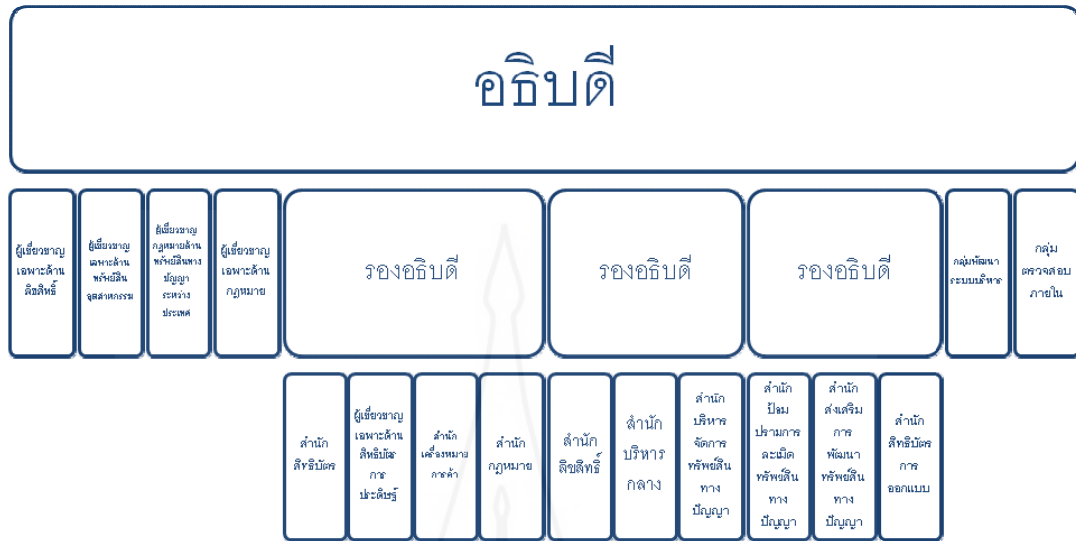 อธิบดี
ผู้เชี่ยวชาญ
เฉพาะด้าน
ลิขสิทธิ์
ผู้เชี่ยวชาญ
เฉพาะด้าน
ทรัพย์สิน
อุตสาหกรรม
ผู้เชี่ยวชาญ
กฎหมายด้าน
ทรัพย์สินทาง
ปัญญา
ระหว่าง
ประเทศ
ผู้เชี่ยวชาญ
เฉพาะด้าน
กฎหมาย
รองอธิบดี
รองอธิบดี
รองอธิบดี
กลุ่มพัฒนา
ระบบบริหาร
กลุ่ม
ตรวจสอบ
ภายใน
สำนัก
สิทธิบัตร
ผู้เชี่ยวชาญ
เฉพาะด้าน
สิทธิบัตร
การ
ประดิษฐ์
สำนัก
เครื่องหมาย
การค้า
สำนัก
กฎหมาย
สำนัก
ลิขสิทธิ์
สำนัก
บริหาร
กลาง
สำนัก
บริหาร
จัดการ
ทรัพย์สิน
ทาง
ปัญญา
สำนัก
ป้อม
ปรามการ
ละเมิด
ทรัพย์สิน
ทาง
ปัญญา
สำนัก
ส่งเสริม
การ
พัฒนา
ทรัพย์สิน
ทาง
ปัญญา
สำนัก
สิทธิบัตร
การ
ออกแบบ